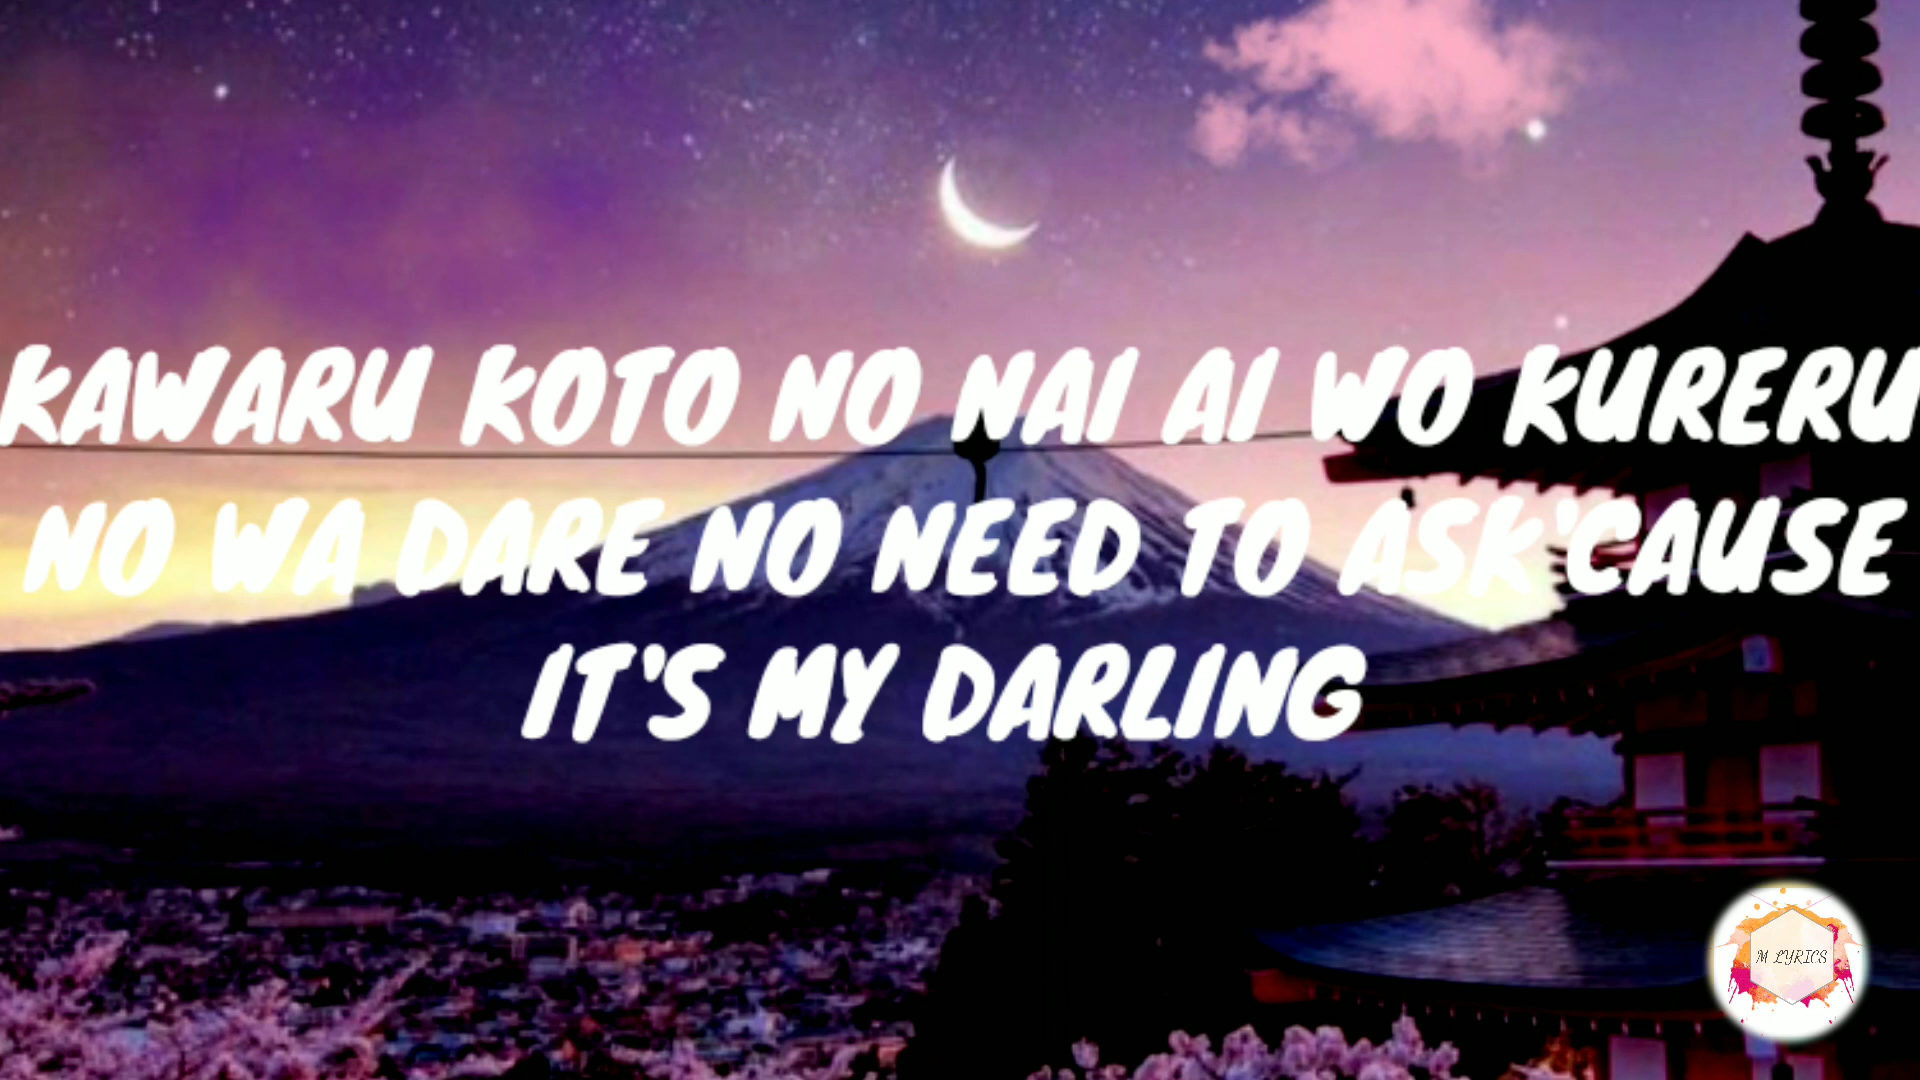 KAWARU KOTO NO NAI AI WO KURERU
NO WA DARE NO NEED TO ASK'CAUSE
IT'S MY DARLING
M LYRICS